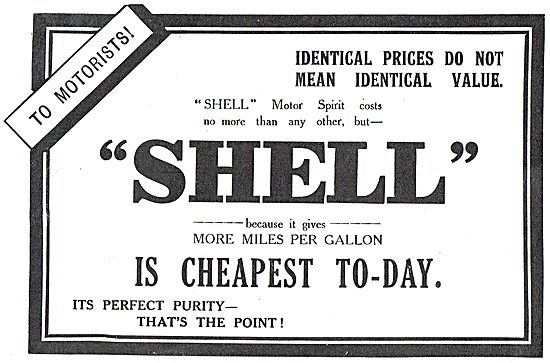 TO MOTORISTS!
IDENTICAL PRICES DO NOT
MEAN IDENTICAL VALUE.
"SHELL" Motor Spirit costs
no more than any other, but—
"SHELL"
——because it gives——
MORE MILES PER GALLON
IS CHEAPEST TO-DAY.
ITS PERFECT PURITY—
THAT'S THE POINT!